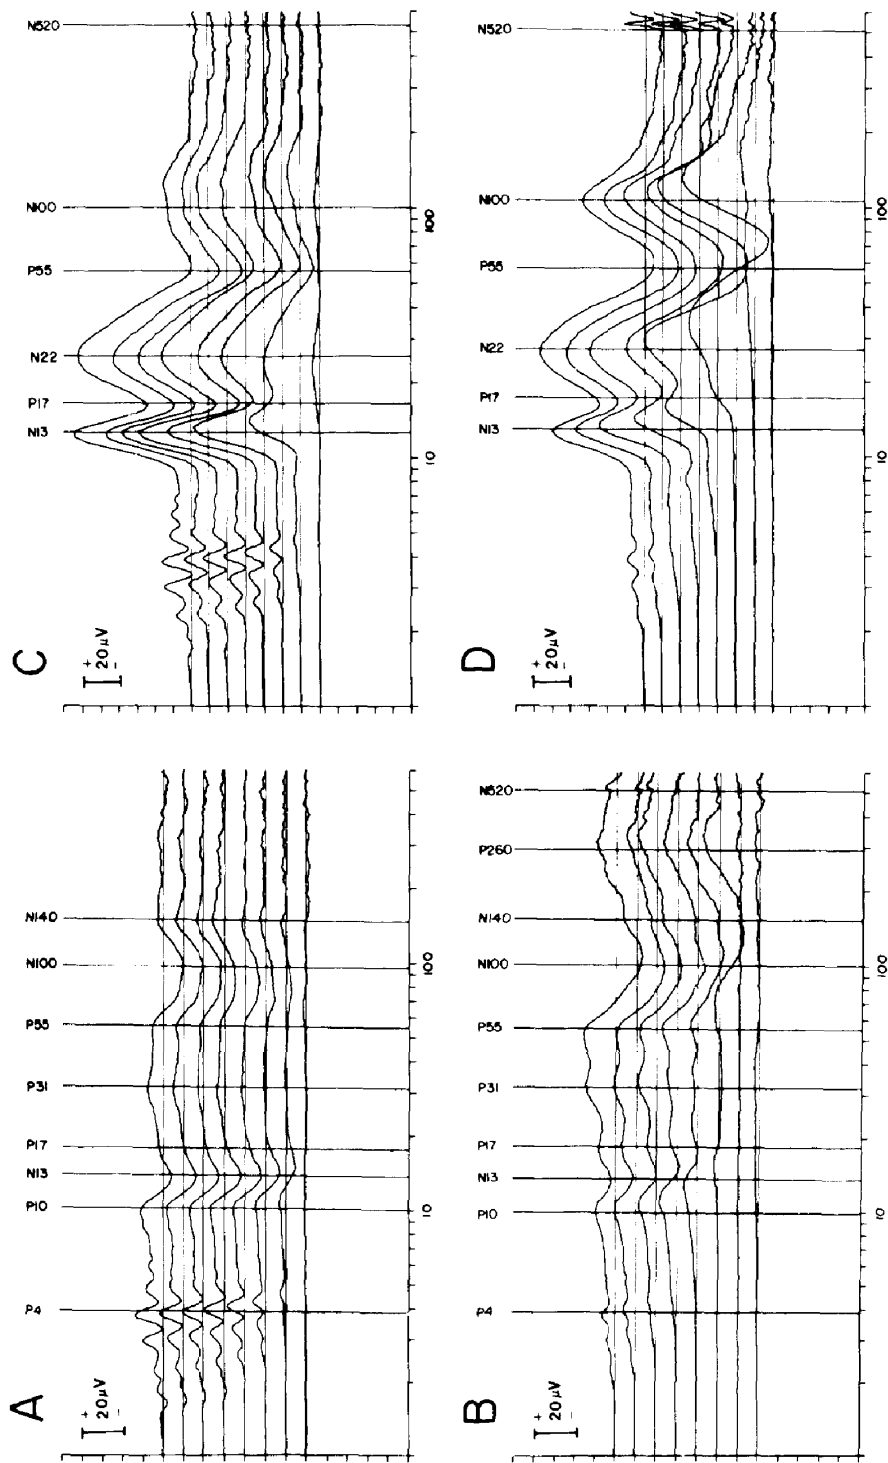 A
P4 P10 N13 P17 P31 P55 N100 N140
+
20μV
−
10 100
C
N13 P17 N22 P55 N100 N520
+
20μV
−
10 100
B
P4 P10 N13 P17 P31 P55 N100 N140 P260 N520
+
20μV
−
10 100
D
N13 P17 N22 P55 N100 N520
+
20μV
−
10 100